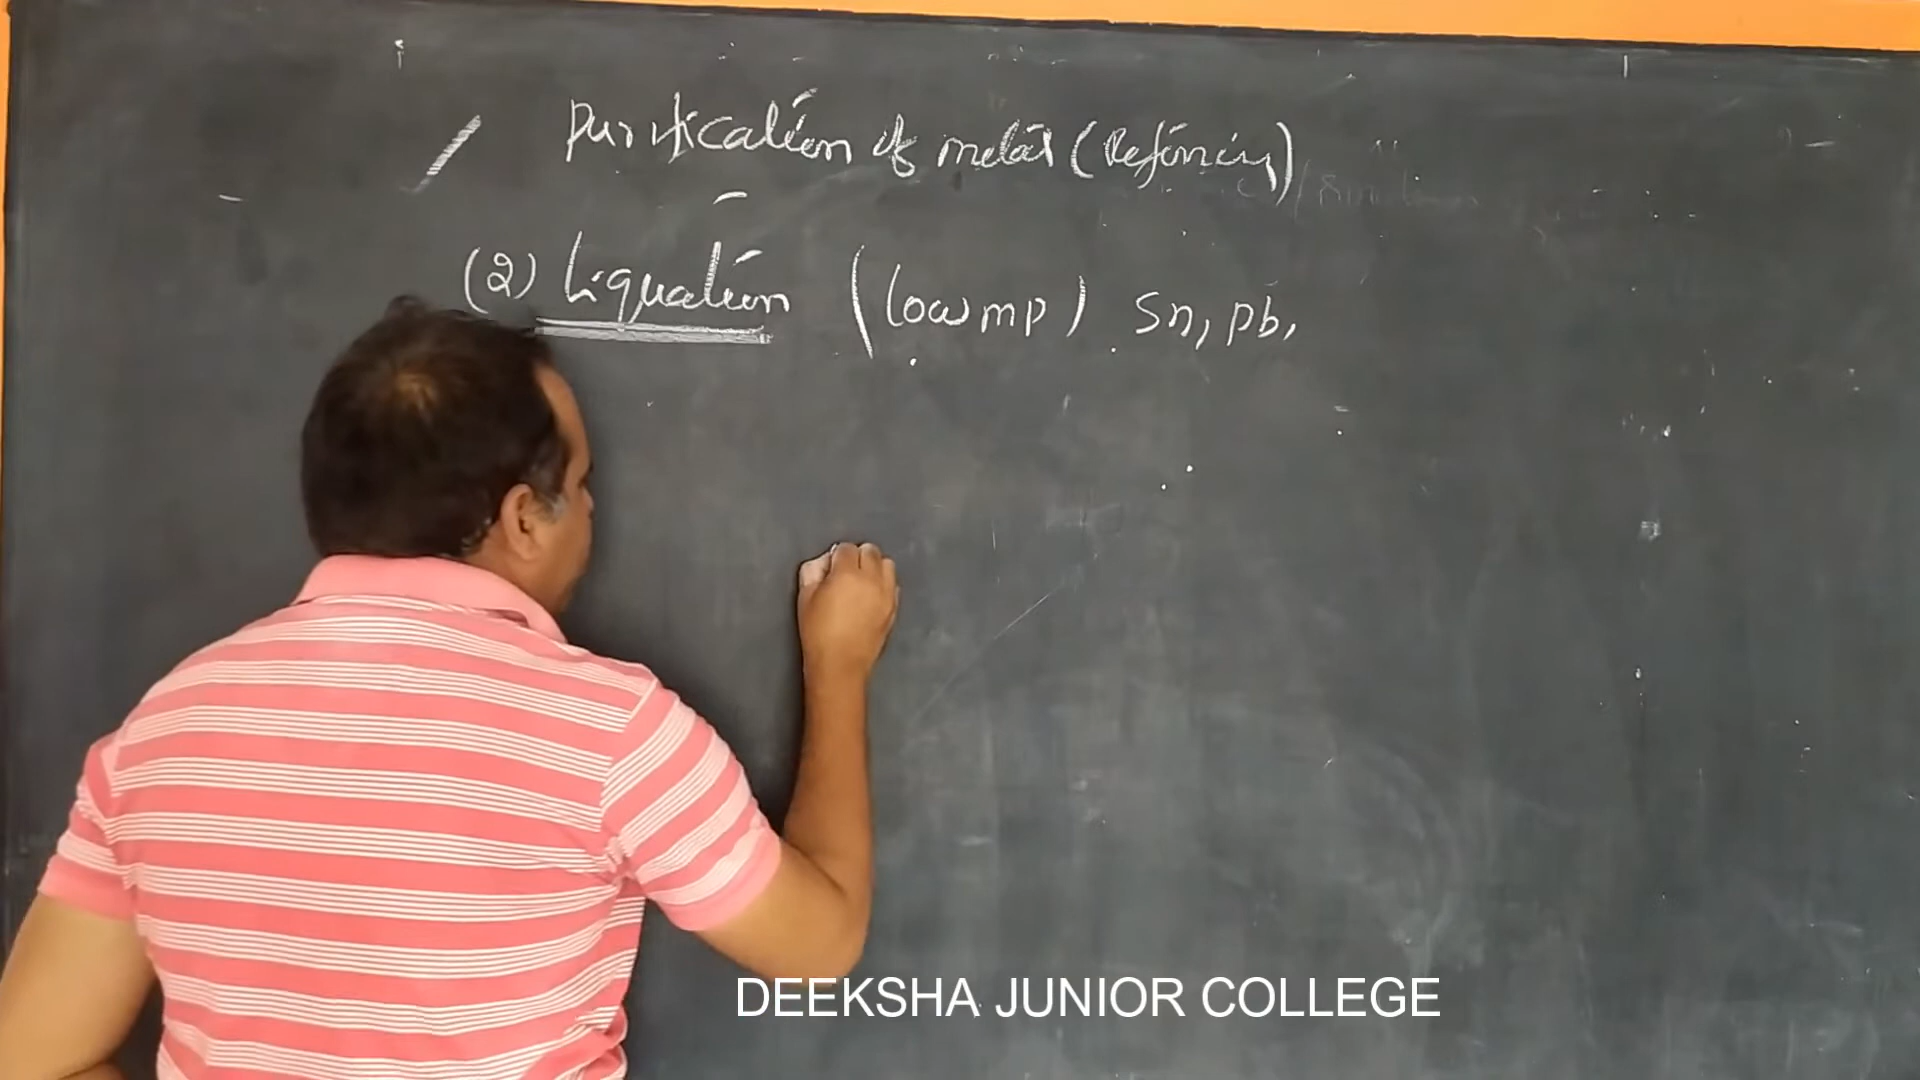 Purification of metal (Refining)
(2) Liquation (low mp) Sn, Pb,
DEEKSHA JUNIOR COLLEGE